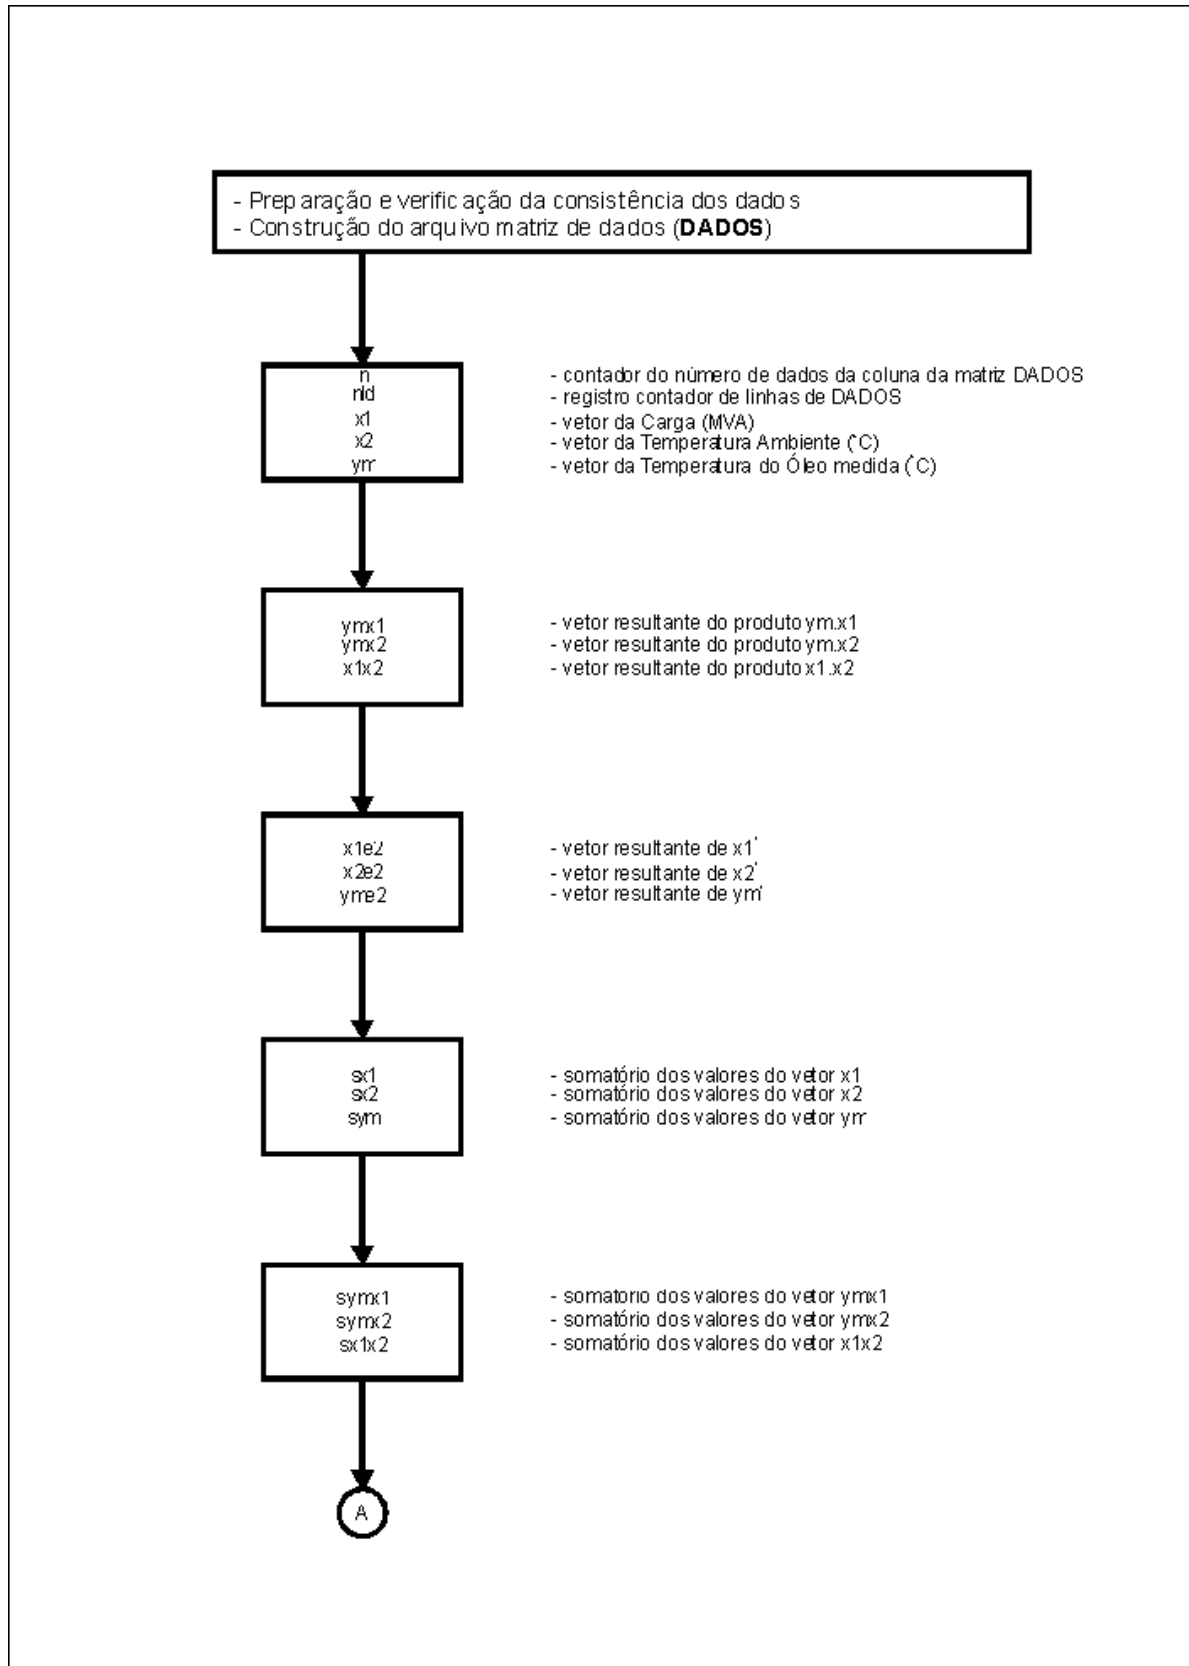 - Preparação e verificação da consistência dos dados
- Construção do arquivo matriz de dados (DADOS)
n - contador do número de dados da coluna da matriz DADOS
nld - registro contador de linhas de DADOS
x1 - vetor da Carga (MVA)
x2 - vetor da Temperatura Ambiente (°C)
ym - vetor da Temperatura do Óleo medida (°C)
ymx1 - vetor resultante do produto ym.x1
ymx2 - vetor resultante do produto ym.x2
x1x2 - vetor resultante do produto x1.x2
x1e2 - vetor resultante de x1²
x2e2 - vetor resultante de x2²
yme2 - vetor resultante de ym²
sx1 - somatório dos valores do vetor x1
sx2 - somatório dos valores do vetor x2
sym - somatório dos valores do vetor ym
symx1 - somatório dos valores do vetor ymx1
symx2 - somatório dos valores do vetor ymx2
sx1x2 - somatório dos valores do vetor x1x2
A